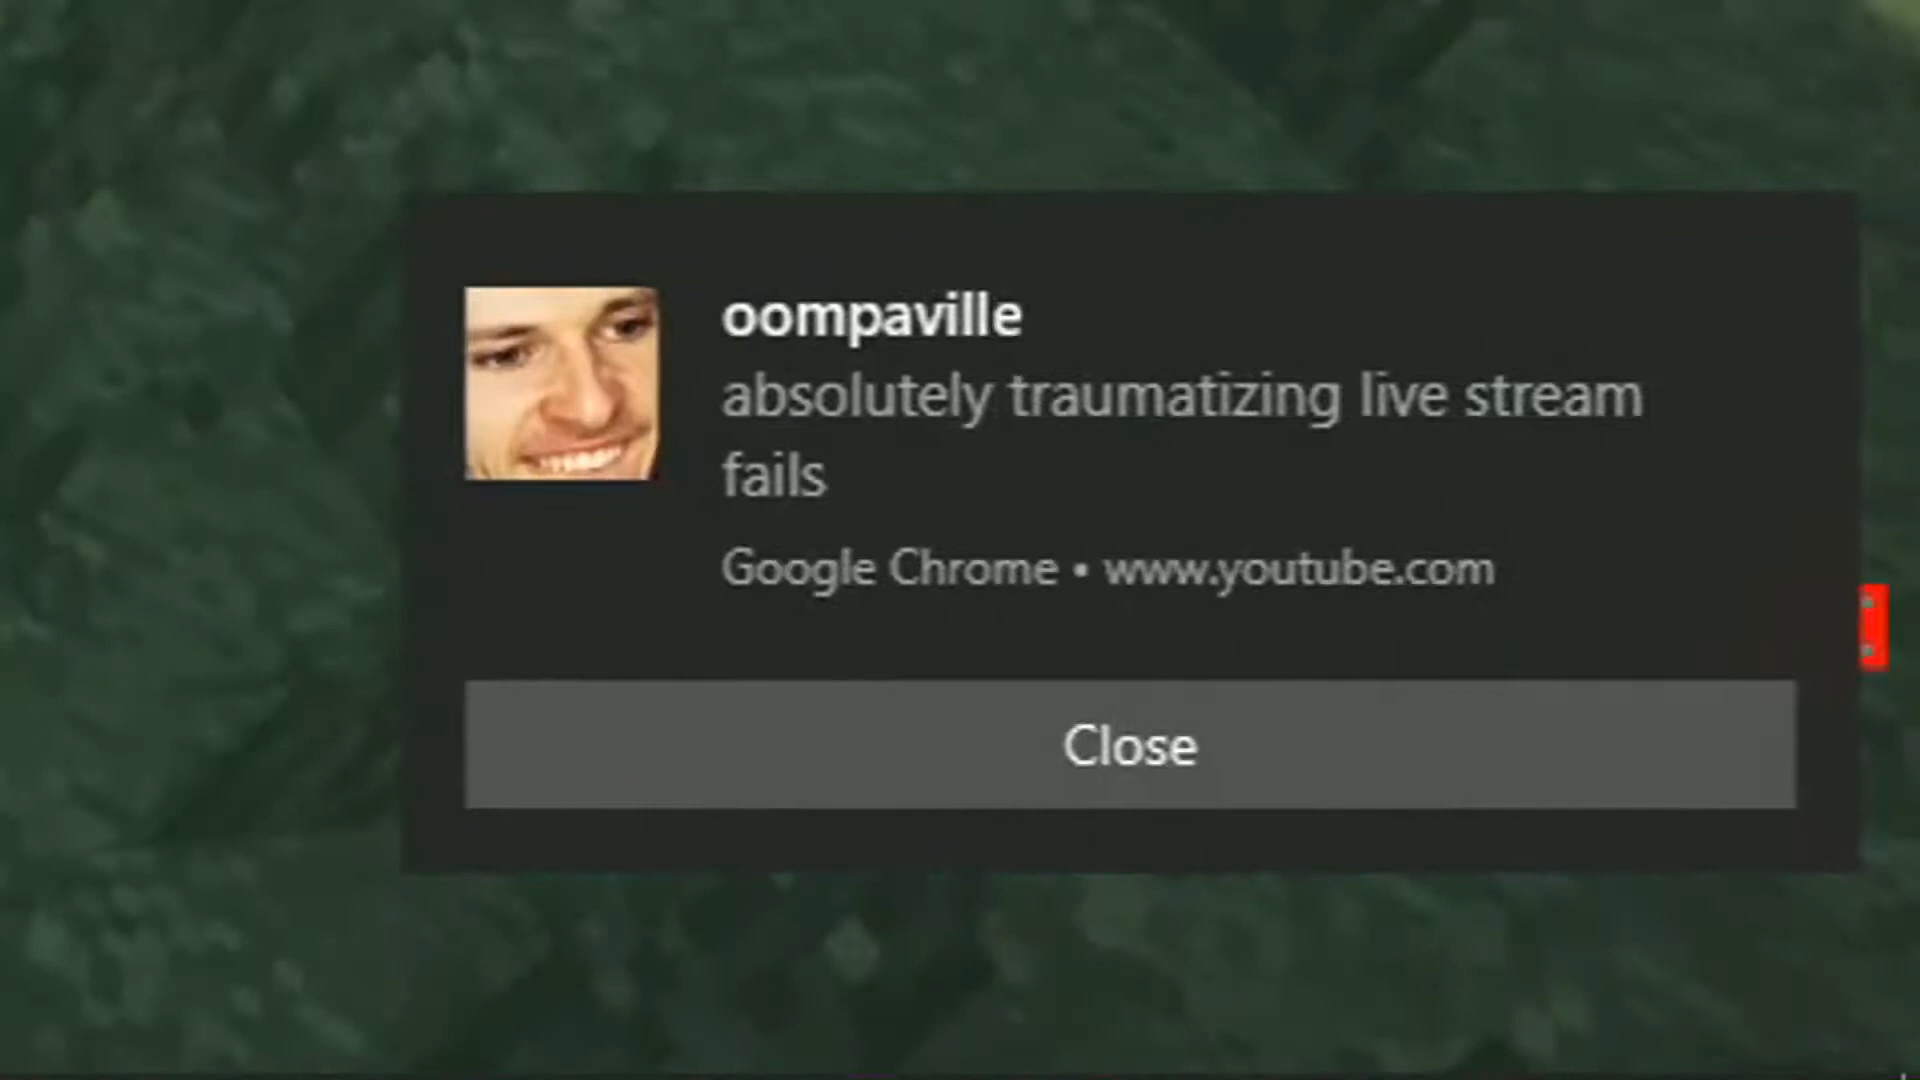 oompaville
absolutely traumatizing live stream
fails
Google Chrome • www.youtube.com
Close